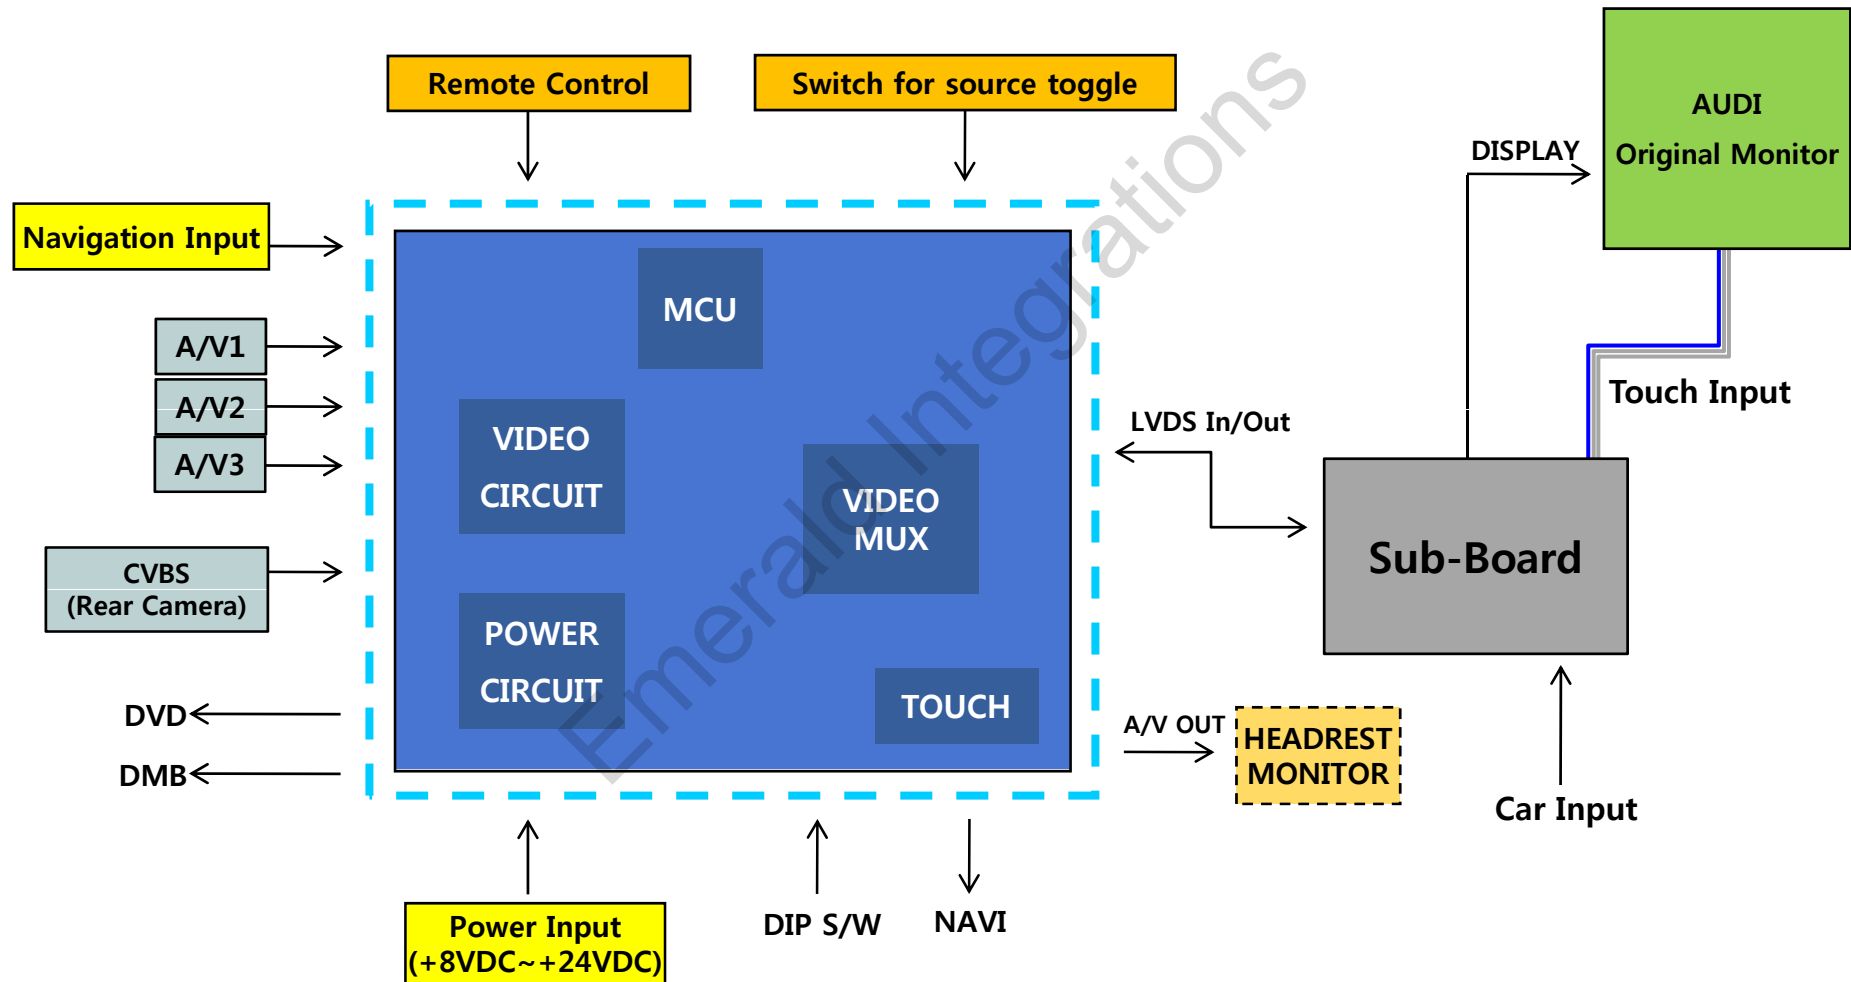 Remote Control
Switch for source toggle
AUDI
Original Monitor
DISPLAY
Navigation Input
MCU
A/V1
A/V2
A/V3
Touch Input
LVDS In/Out
VIDEO
CIRCUIT
VIDEO
MUX
Sub-Board
CVBS
(Rear Camera)
POWER
CIRCUIT
TOUCH
DVD
DMB
A/V OUT
HEADREST
MONITOR
Car Input
Power Input
(+8VDC~+24VDC)
DIP S/W
NAVI
Emerald Integrations